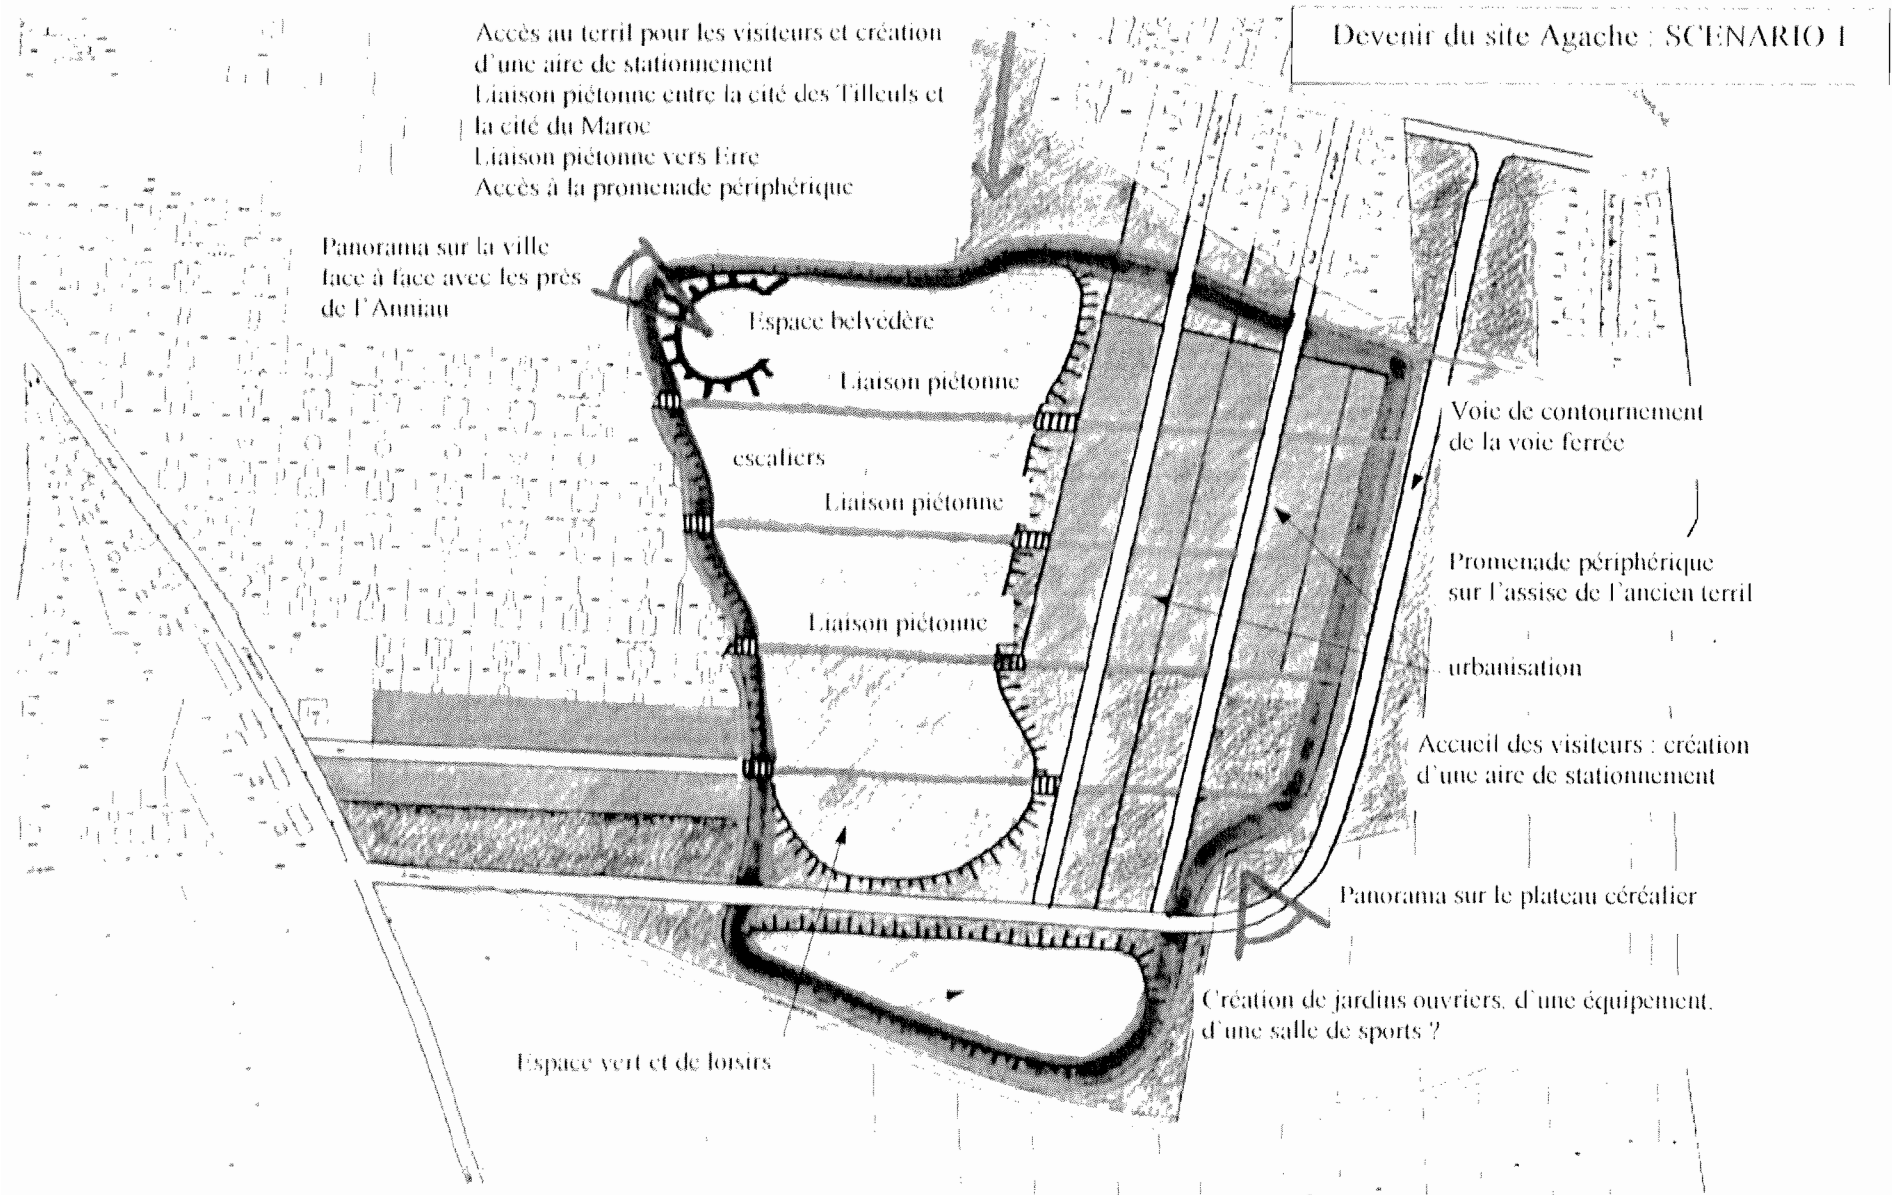 Devenir du site Agache : SCENARIO 1
Accès au terril pour les visiteurs et création
d'une aire de stationnement
Liaison piétonne entre la cité des Tilleuls et
la cité du Maroc
Liaison piétonne vers Erre
Accès à la promenade périphérique
Panorama sur la ville
face à face avec les prés
de l'Anniau
Espace belvédère
Liaison piétonne
escaliers
Liaison piétonne
Liaison piétonne
Voie de contournement
de la voie ferrée
Promenade périphérique
sur l'assise de l'ancien terril
urbanisation
Accueil des visiteurs : création
d'une aire de stationnement
Panorama sur le plateau céréalier
Création de jardins ouvriers, d'une équipement,
d'une salle de sports ?
Espace vert et de loisirs